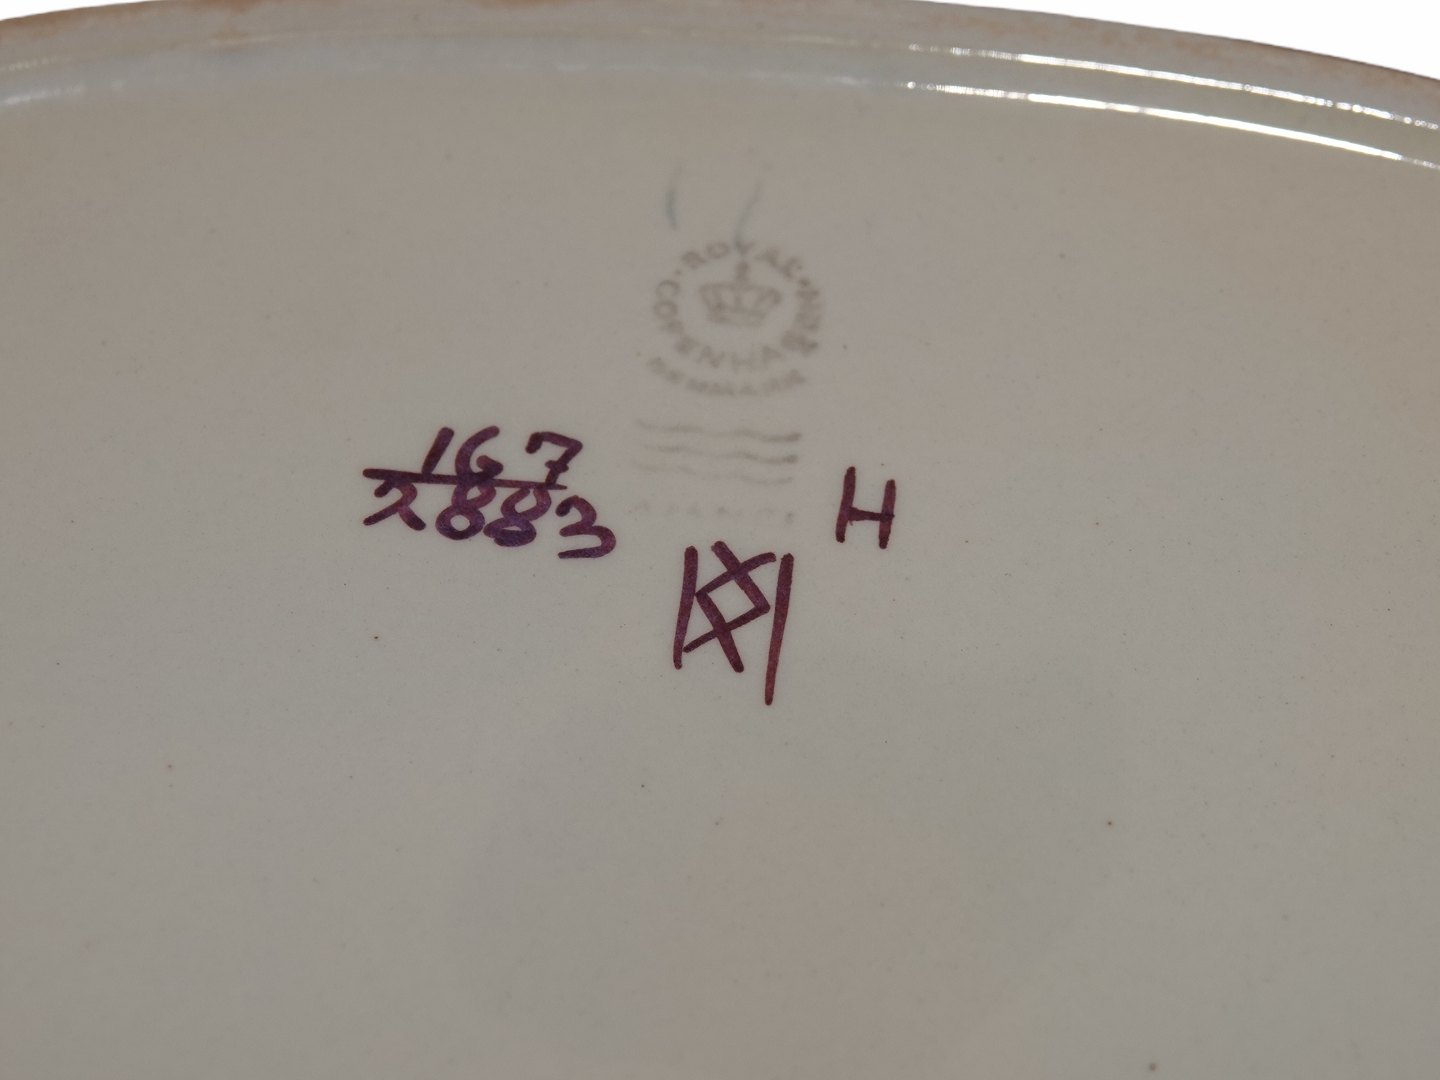 ROYAL
COPENHAGEN
DENMARK
167
2883
H